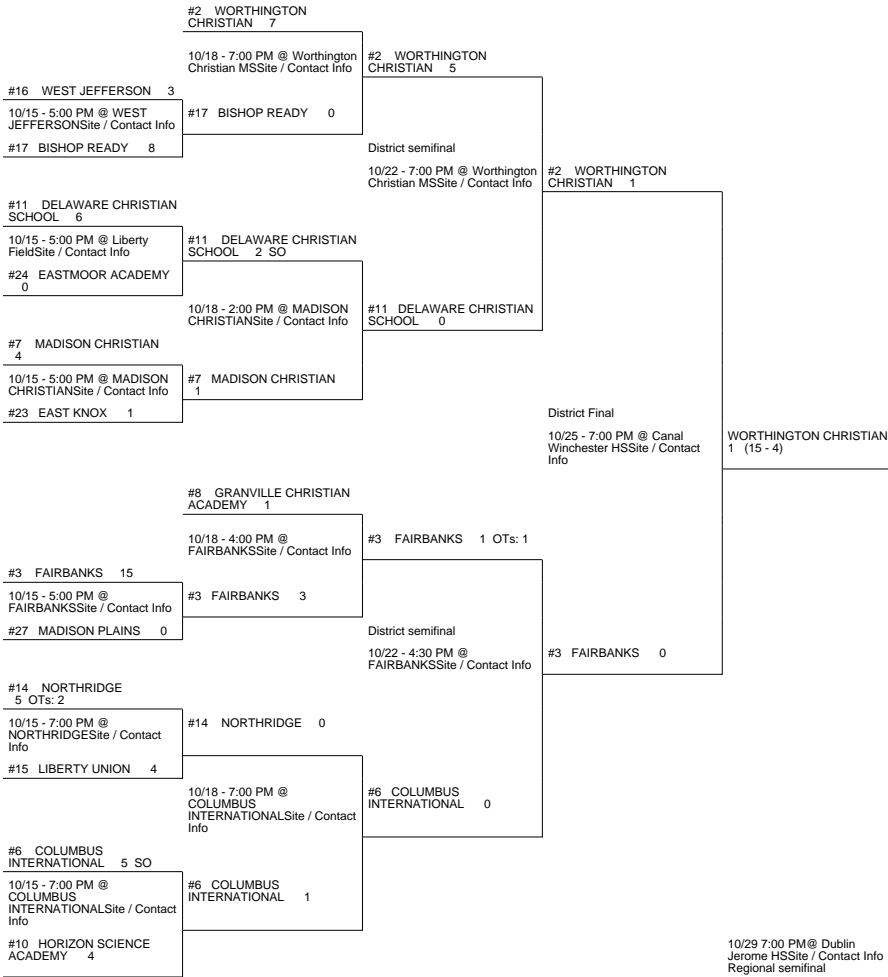 #2 WORTHINGTON
CHRISTIAN 7
10/18 - 7:00 PM @ Worthington
Christian MSSite / Contact Info
#2 WORTHINGTON
CHRISTIAN 5
#16 WEST JEFFERSON 3
10/15 - 5:00 PM @ WEST
JEFFERSONSite / Contact Info
#17 BISHOP READY 0
#17 BISHOP READY 8
District semifinal
10/22 - 7:00 PM @ Worthington
Christian MSSite / Contact Info
#2 WORTHINGTON
CHRISTIAN 1
#11 DELAWARE CHRISTIAN
SCHOOL 6
10/15 - 5:00 PM @ Liberty
FieldSite / Contact Info
#11 DELAWARE CHRISTIAN
SCHOOL 2 SO
#24 EASTMOOR ACADEMY
0
10/18 - 2:00 PM @ MADISON
CHRISTIANSite / Contact Info
#11 DELAWARE CHRISTIAN
SCHOOL 0
#7 MADISON CHRISTIAN
4
10/15 - 5:00 PM @ MADISON
CHRISTIANSite / Contact Info
#7 MADISON CHRISTIAN
1
#23 EAST KNOX 1
District Final
10/25 - 7:00 PM @ Canal
Winchester HSSite / Contact
Info
WORTHINGTON CHRISTIAN
1 (15 - 4)
#8 GRANVILLE CHRISTIAN
ACADEMY 1
10/18 - 4:00 PM @
FAIRBANKSSite / Contact Info
#3 FAIRBANKS 1 OTs: 1
#3 FAIRBANKS 15
10/15 - 5:00 PM @
FAIRBANKSSite / Contact Info
#3 FAIRBANKS 3
#27 MADISON PLAINS 0
District semifinal
10/22 - 4:30 PM @
FAIRBANKSSite / Contact Info
#3 FAIRBANKS 0
#14 NORTHRIDGE
5 OTs: 2
10/15 - 7:00 PM @
NORTHRIDGESite / Contact
Info
#14 NORTHRIDGE 0
#15 LIBERTY UNION 4
10/18 - 7:00 PM @
COLUMBUS
INTERNATIONALSite / Contact
Info
#6 COLUMBUS
INTERNATIONAL 0
#6 COLUMBUS
INTERNATIONAL 5 SO
10/15 - 7:00 PM @
COLUMBUS
INTERNATIONALSite / Contact
Info
#6 COLUMBUS
INTERNATIONAL 1
#10 HORIZON SCIENCE
ACADEMY 4
10/29 7:00 PM@ Dublin
Jerome HSSite / Contact Info
Regional semifinal